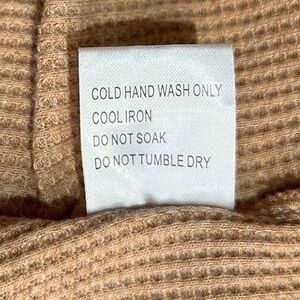 COLD HAND WASH ONLY
COOL IRON
DO NOT SOAK
DO NOT TUMBLE DRY